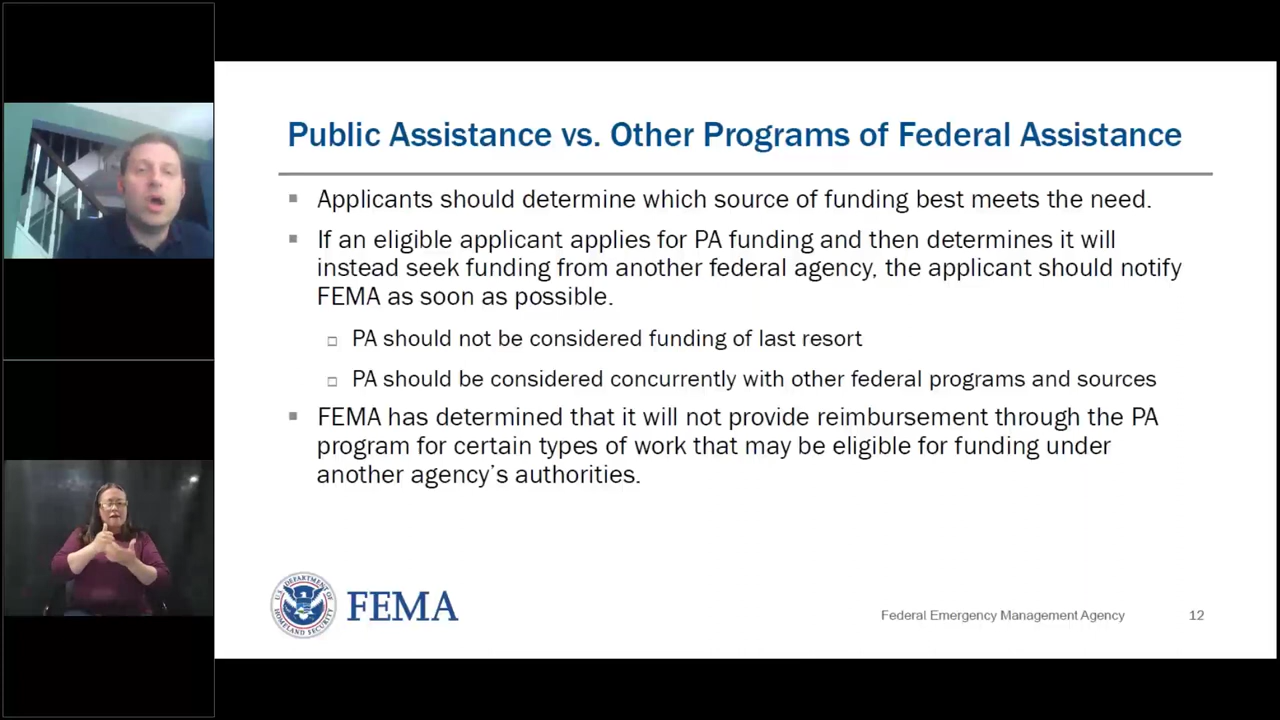 Public Assistance vs. Other Programs of Federal Assistance
Applicants should determine which source of funding best meets the need.
If an eligible applicant applies for PA funding and then determines it will
instead seek funding from another federal agency, the applicant should notify
FEMA as soon as possible.
PA should not be considered funding of last resort
PA should be considered concurrently with other federal programs and sources
FEMA has determined that it will not provide reimbursement through the PA
program for certain types of work that may be eligible for funding under
another agency's authorities.
U.S. DEPARTMENT OF
HOMELAND SECURITY
FEMA
Federal Emergency Management Agency
12